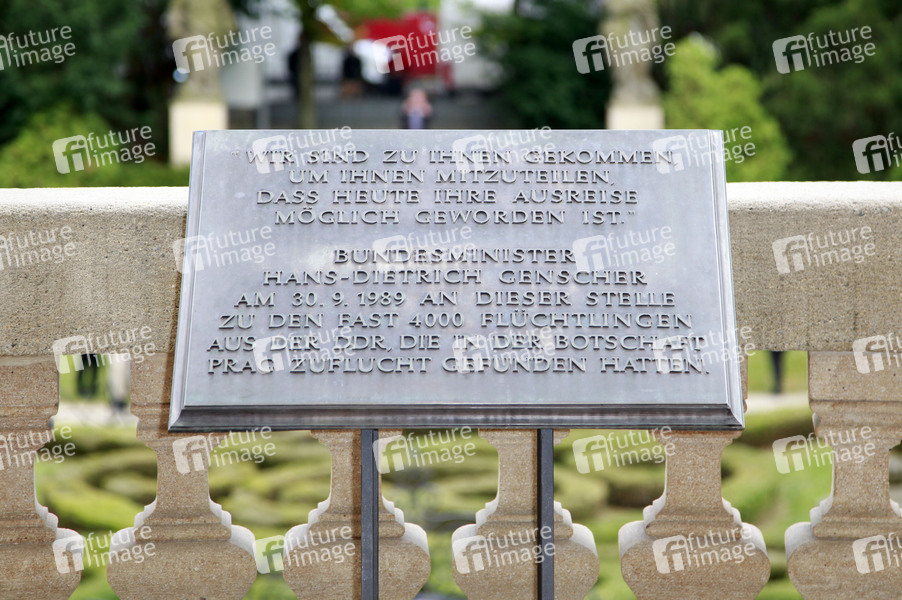 "WIR SIND ZU IHNEN GEKOMMEN,
UM IHNEN MITZUTEILEN,
DASS HEUTE IHRE AUSREISE
MÖGLICH GEWORDEN IST."
BUNDESMINISTER
HANS-DIETRICH GENSCHER
AM 30.9.1989 AN DIESER STELLE
ZU DEN FAST 4000 FLÜCHTLINGEN
AUS DER DDR, DIE IN DER BOTSCHAFT
PRAG ZUFLUCHT GEFUNDEN HATTEN.
future image